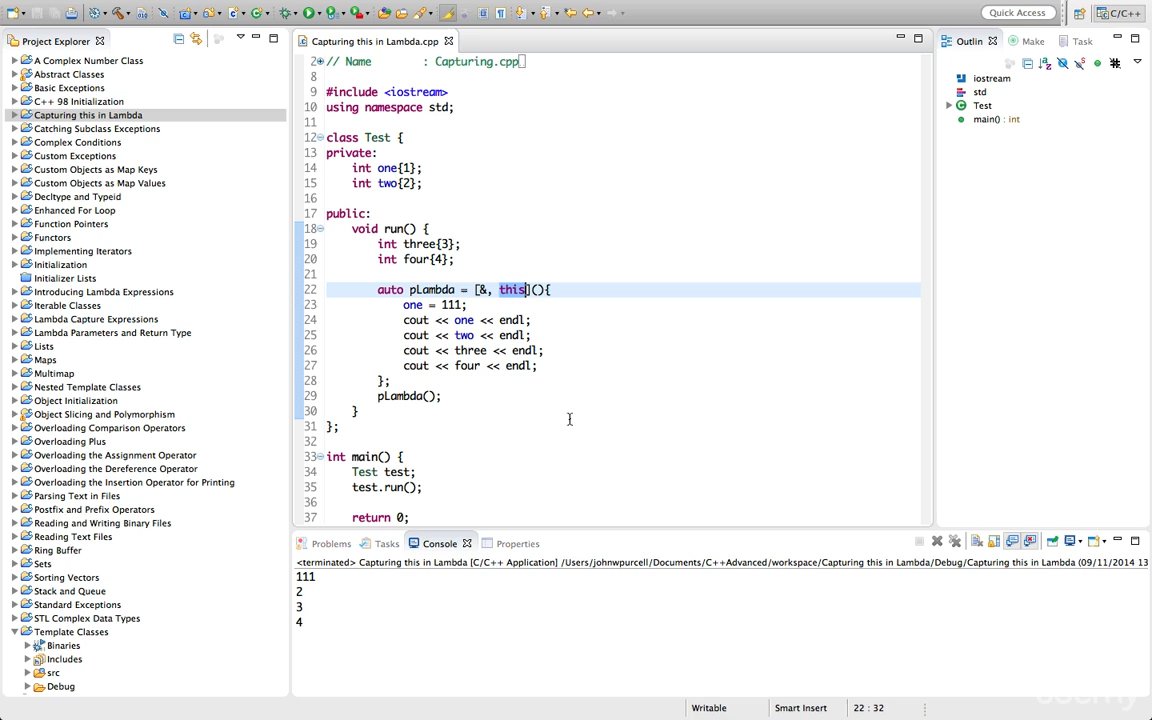 Quick Access
C/C++
Project Explorer
A Complex Number Class
Abstract Classes
Basic Exceptions
C++ 98 Initialization
Capturing this in Lambda
Catching Subclass Exceptions
Complex Conditions
Custom Exceptions
Custom Objects as Map Keys
Custom Objects as Map Values
Decltype and Typeid
Enhanced For Loop
Function Pointers
Functors
Implementing Iterators
Initialization
Initializer Lists
Introducing Lambda Expressions
Iterable Classes
Lambda Capture Expressions
Lambda Parameters and Return Type
Lists
Maps
Multimap
Nested Template Classes
Object Initialization
Object Slicing and Polymorphism
Overloading Comparison Operators
Overloading Plus
Overloading the Assignment Operator
Overloading the Dereference Operator
Overloading the Insertion Operator for Printing
Parsing Text in Files
Postfix and Prefix Operators
Reading and Writing Binary Files
Reading Text Files
Ring Buffer
Sets
Sorting Vectors
Stack and Queue
Standard Exceptions
STL Complex Data Types
Template Classes
Binaries
Includes
src
Debug
Capturing this in Lambda.cpp
2 // Name : Capturing.cpp
8
9 #include <iostream>
10 using namespace std;
11
12 class Test {
13 private:
14 int one{1};
15 int two{2};
16
17 public:
18 void run() {
19 int three{3};
20 int four{4};
21
22 auto pLambda = [&, this](){
23 one = 111;
24 cout << one << endl;
25 cout << two << endl;
26 cout << three << endl;
27 cout << four << endl;
28 };
29 pLambda();
30 }
31 };
32
33 int main() {
34 Test test;
35 test.run();
36
37 return 0;
Outlin
Make
Task
iostream
std
Test
main() : int
Problems
Tasks
Console
Properties
<terminated> Capturing this in Lambda [C/C++ Application] /Users/johnwpurcell/Documents/C++Advanced/workspace/Capturing this in Lambda/Debug/Capturing this in Lambda (09/11/2014 13
111
2
3
4
Writable
Smart Insert
22 : 32
udemy